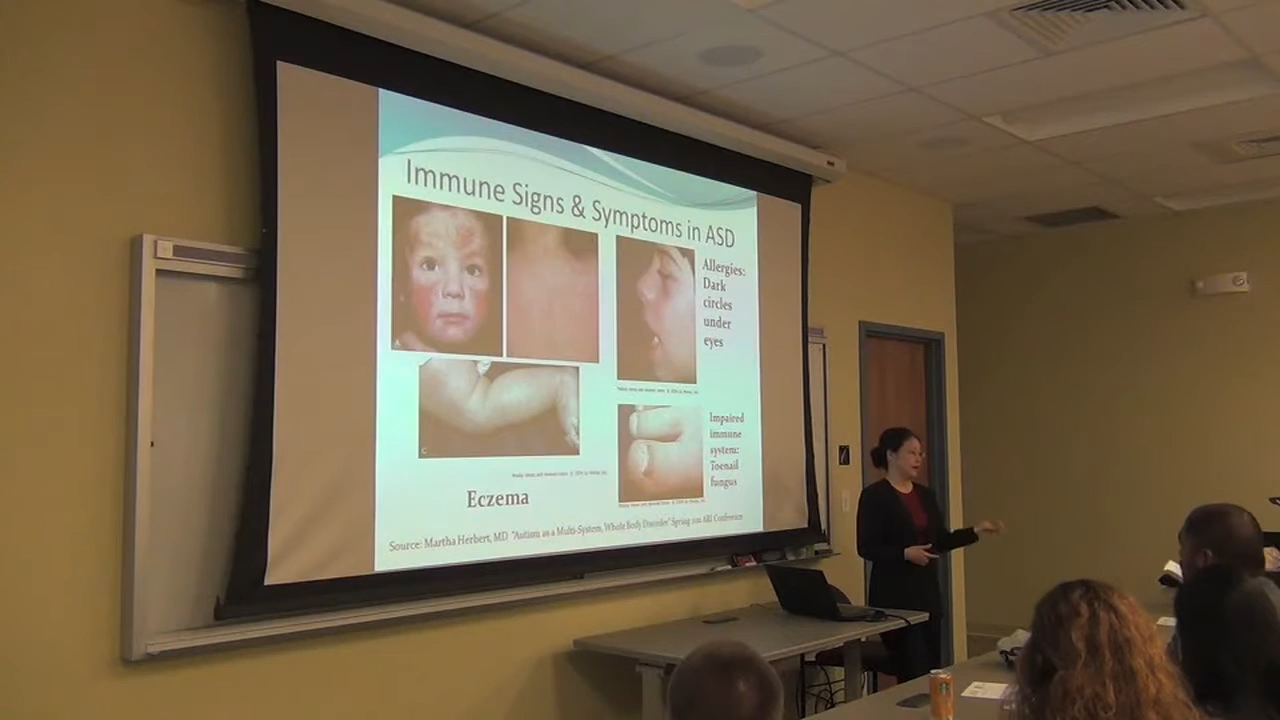 Immune Signs & Symptoms in ASD
Allergies:
Dark
circles
under
eyes
Impaired
immune
system:
Toenail
fungus
Eczema
Source: Martha Herbert, MD "Autism as a Multi-System, Whole Body Disorder" Spring 2011 ARI Conference